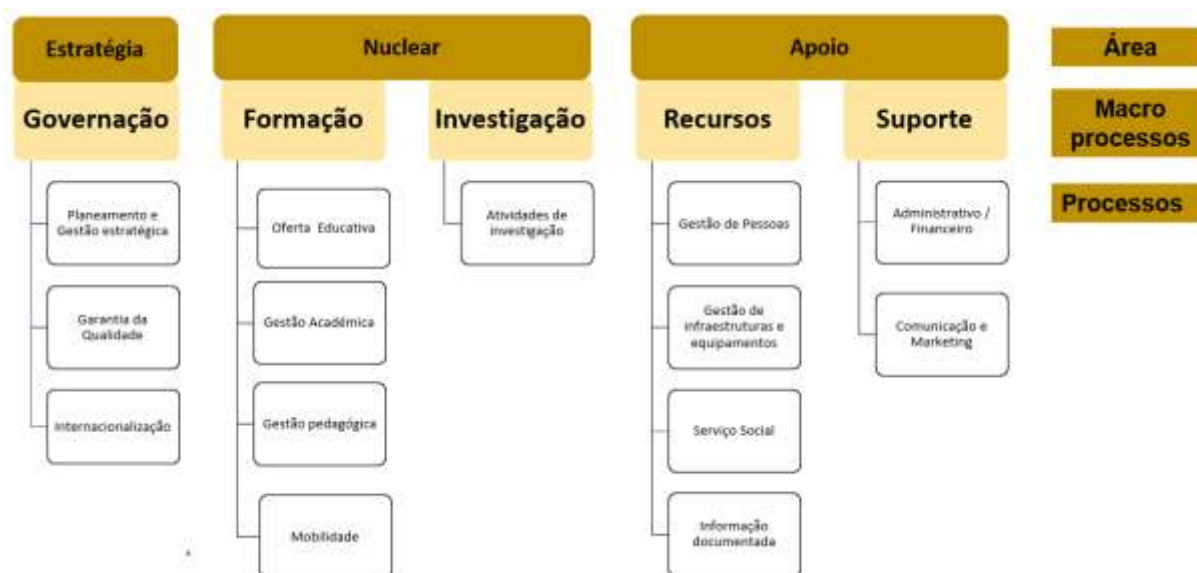 Estratégia
Nuclear
Apoio
Área
Governação
Formação
Investigação
Recursos
Suporte
Macro
processos
Processos
Planeamento e
Gestão estratégica
Garantia da
Qualidade
Internacionalização
Oferta Educativa
Gestão Académica
Gestão pedagógica
Mobilidade
Atividades de
investigação
Gestão de Pessoas
Gestão de
infraestruturas e
equipamentos
Serviço Social
Informação
documentada
Administrativo /
Financeiro
Comunicação e
Marketing